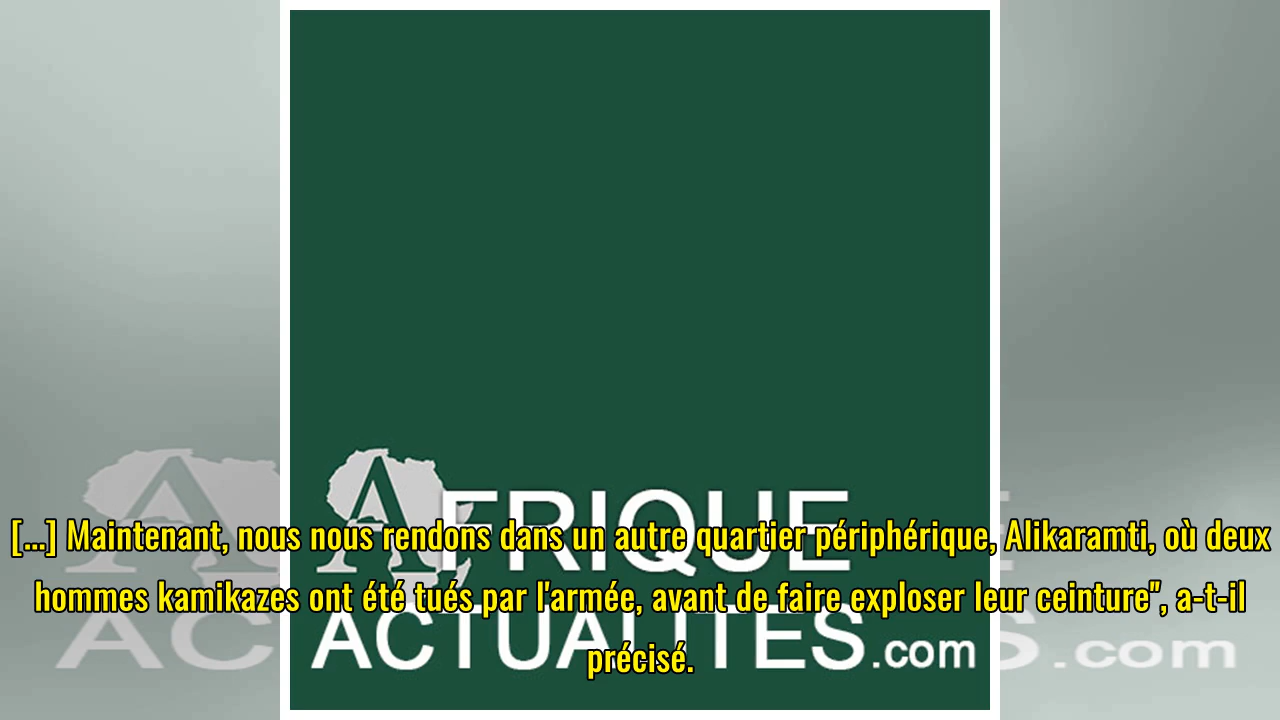 [...] Maintenant, nous nous rendons dans un autre quartier périphérique, Alikaramti, où deux
hommes kamikazes ont été tués par l'armée, avant de faire exploser leur ceinture", a-t-il
précisé.
AFRIQUE
ACTUALITES.com